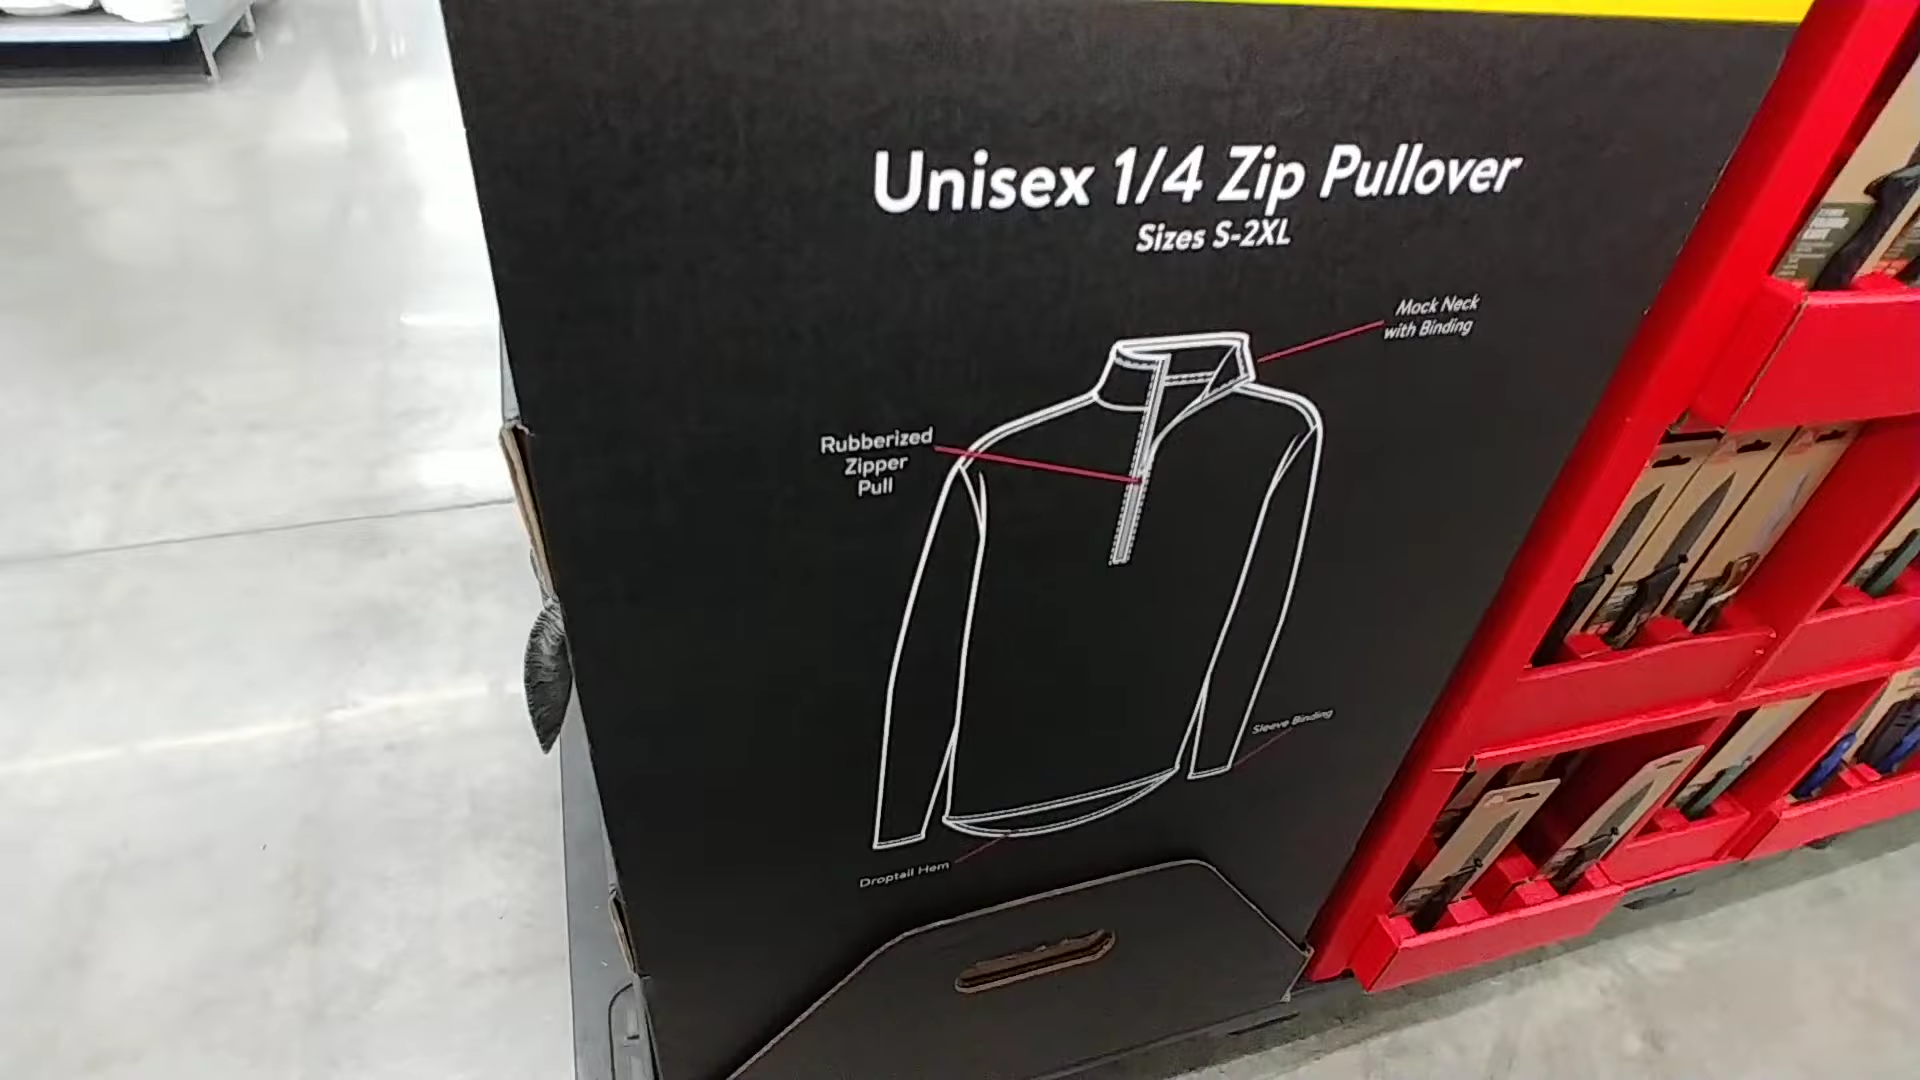 Unisex 1/4 Zip Pullover
Sizes S-2XL
Mock Neck
with Binding
Rubberized
Zipper
Pull
Sleeve Binding
Droptail Hem